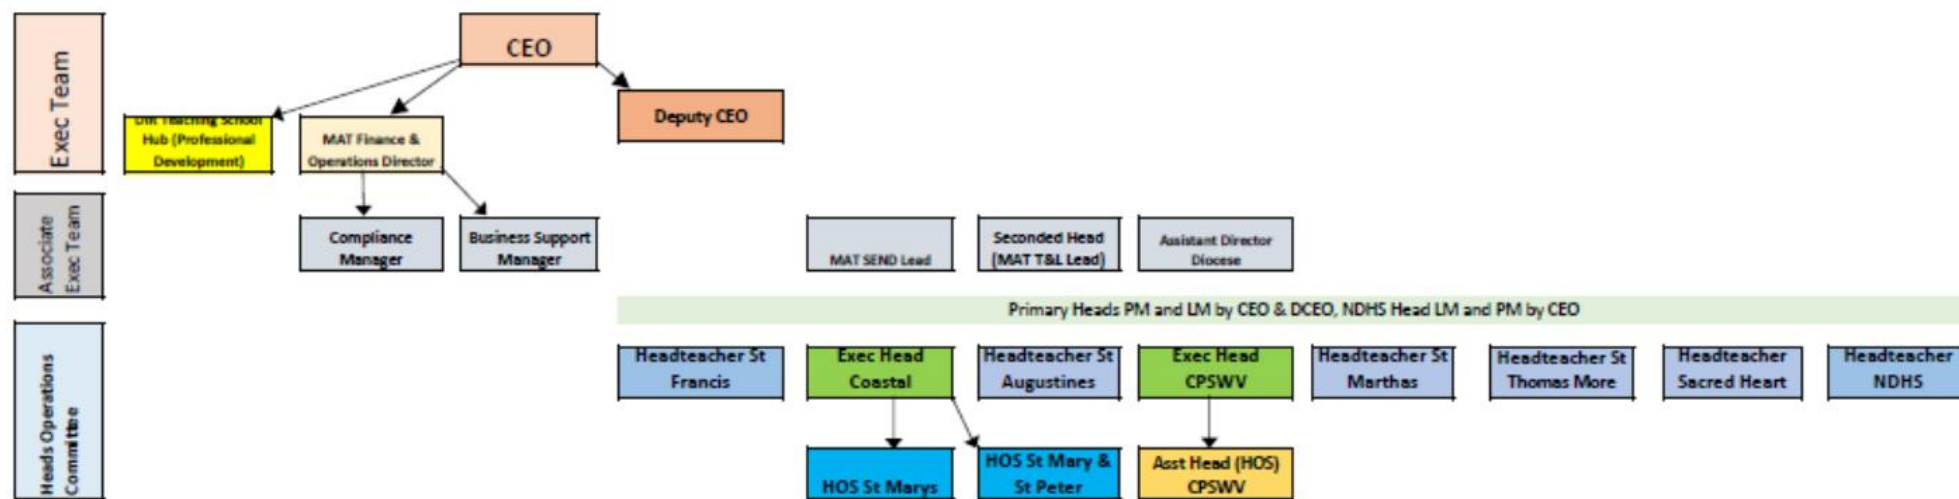 Exec Team
CEO
Deputy CEO
Dir Teaching School
Hub (Professional
Development)
MAT Finance &
Operations Director
Associate
Exec Team
Compliance
Manager
Business Support
Manager
MAT SEND Lead
Seconded Head
(MAT T&L Lead)
Assistant Director
Diocese
Primary Heads PM and LM by CEO & DCEO, NDHS Head LM and PM by CEO
Heads Operations
Committee
Headteacher St
Francis
Exec Head
Coastal
Headteacher St
Augustines
Exec Head
CPSWV
Headteacher St
Marthas
Headteacher St
Thomas More
Headteacher
Sacred Heart
Headteacher
NDHS
HOS St Marys
HOS St Mary &
St Peter
Asst Head (HOS)
CPSWV